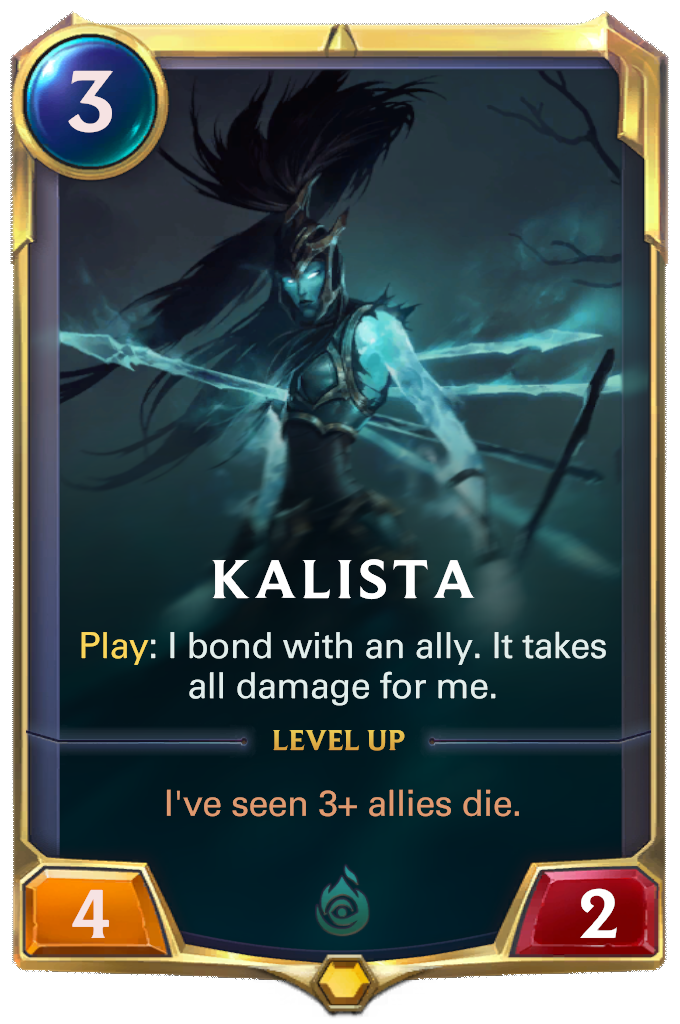 3
KALISTA
Play: I bond with an ally. It takes
all damage for me.
LEVEL UP
I've seen 3+ allies die.
4
2